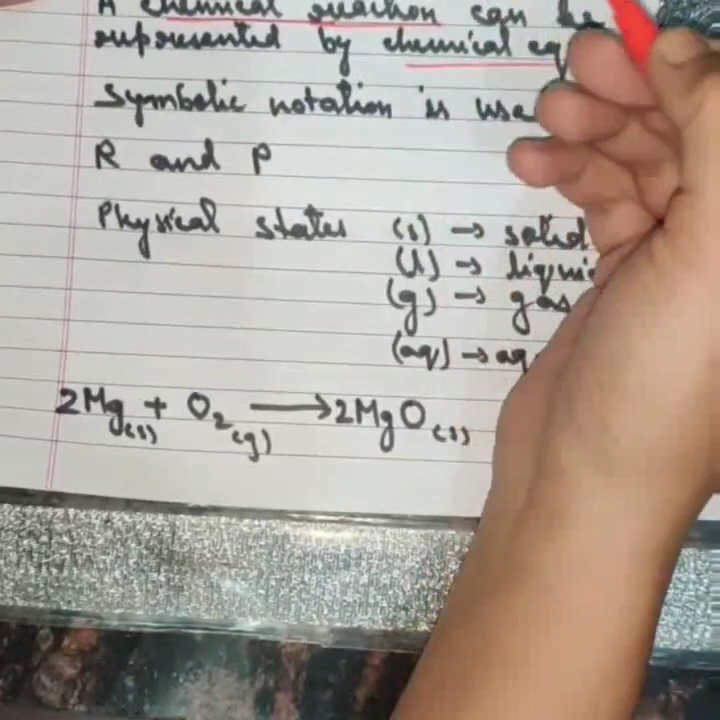 A chemical reaction can be
represented by chemical eq
Symbolic notation is use
R and P
Physical states (s) → solid
(l) → liqui
(g) → gas
(aq) → aq
2Mg(s) + O₂(g) ⟶ 2MgO(s)